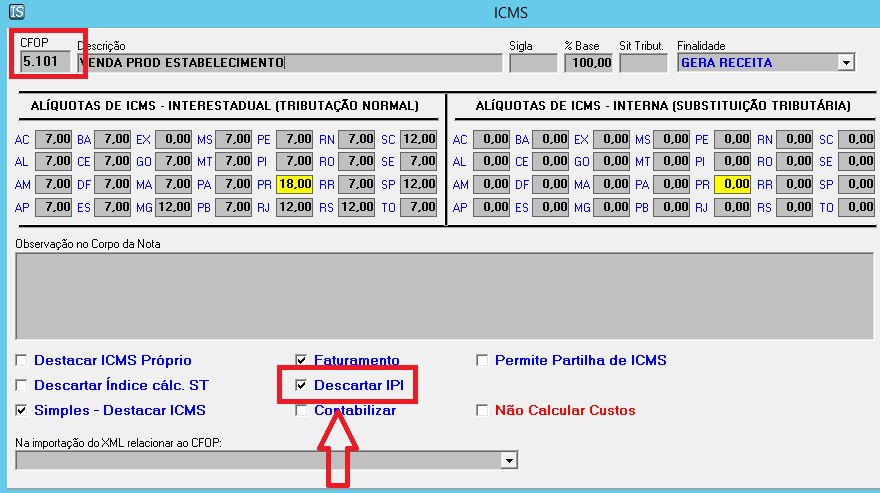 IS ICMS
CFOP Descrição Sigla % Base Sit Tribut. Finalidade
5.101 VENDA PROD ESTABELECIMENTO 100,00 GERA RECEITA
ALÍQUOTAS DE ICMS - INTERESTADUAL (TRIBUTAÇÃO NORMAL) ALÍQUOTAS DE ICMS - INTERNA (SUBSTITUIÇÃO TRIBUTÁRIA)
AC 7,00 BA 7,00 EX 0,00 MS 7,00 PE 7,00 RN 7,00 SC 12,00 AC 0,00 BA 0,00 EX 0,00 MS 0,00 PE 0,00 RN 0,00 SC 0,00
AL 7,00 CE 7,00 GO 7,00 MT 7,00 PI 7,00 RO 7,00 SE 7,00 AL 0,00 CE 0,00 GO 0,00 MT 0,00 PI 0,00 RO 0,00 SE 0,00
AM 7,00 DF 7,00 MA 7,00 PA 7,00 PR 18,00 RR 7,00 SP 12,00 AM 0,00 DF 0,00 MA 0,00 PA 0,00 PR 0,00 RR 0,00 SP 0,00
AP 7,00 ES 7,00 MG 12,00 PB 7,00 RJ 12,00 RS 12,00 TO 7,00 AP 0,00 ES 0,00 MG 0,00 PB 0,00 RJ 0,00 RS 0,00 TO 0,00
Observação no Corpo da Nota
Destacar ICMS Próprio Faturamento Permite Partilha de ICMS
Descartar Índice cálc. ST Descartar IPI
Simples - Destacar ICMS Contabilizar Não Calcular Custos
Na importação do XML relacionar ao CFOP: